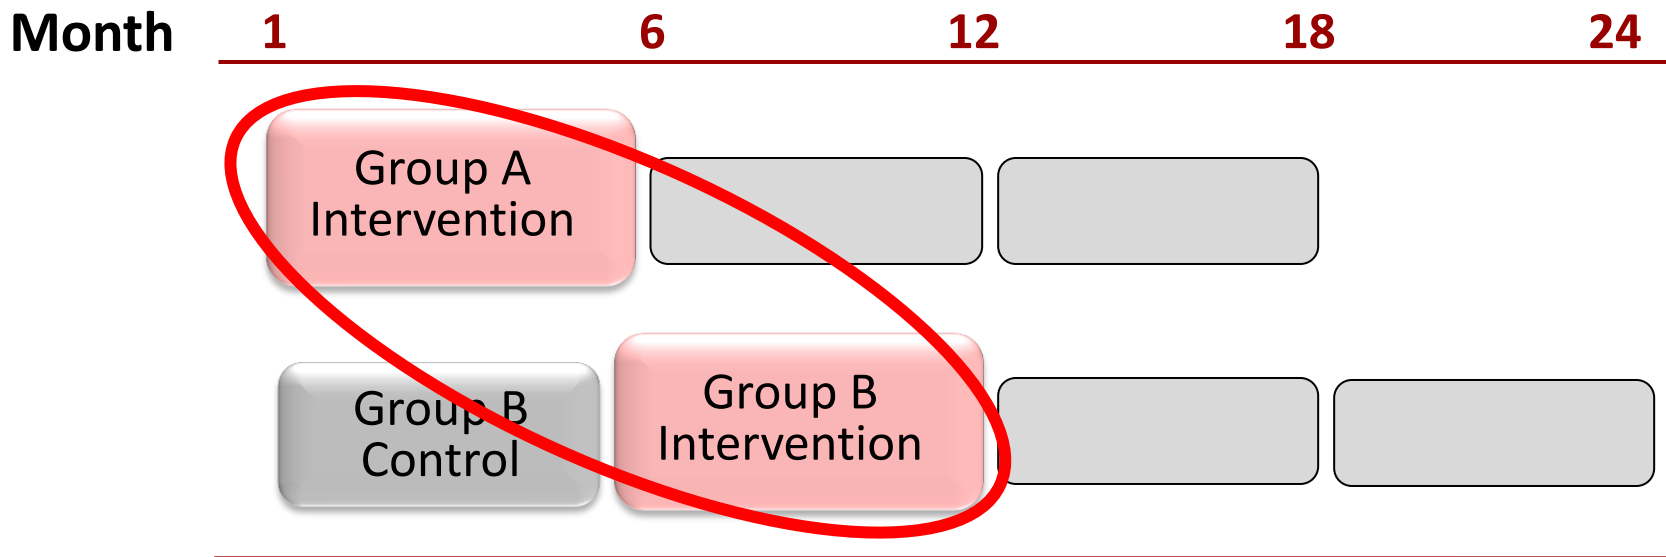 Month 1 6 12 18 24
Group A
Intervention
Group B
Control
Group B
Intervention